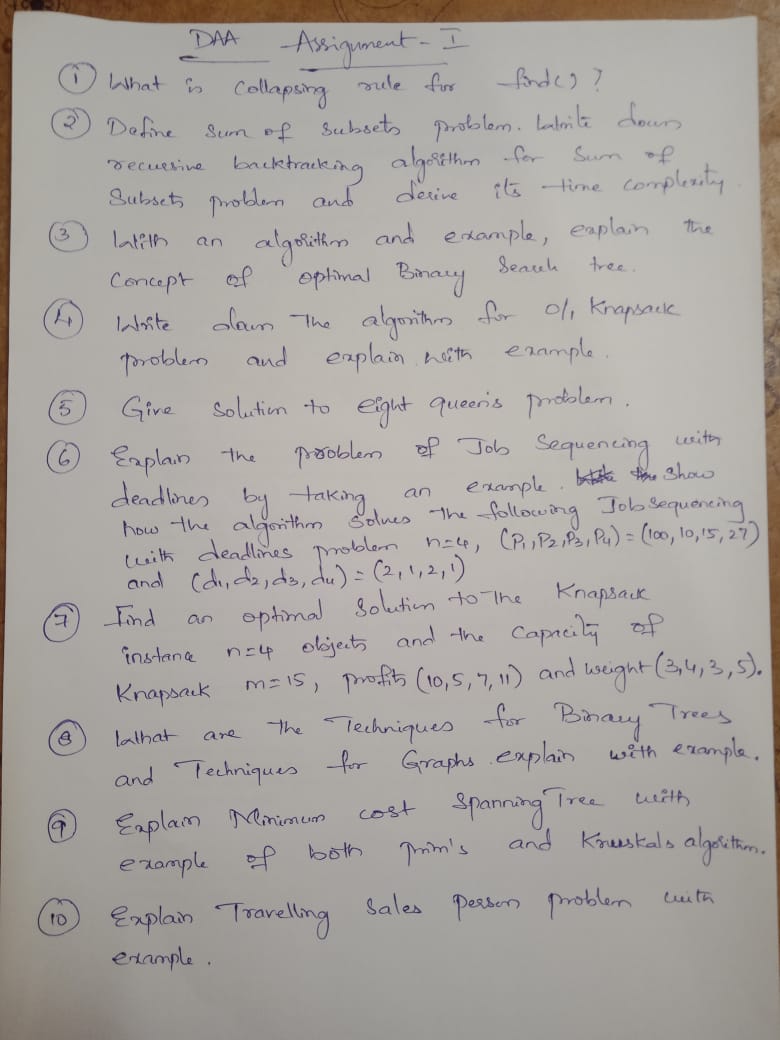 DAA Assignment - I
① What is collapsing rule for find()?
② Define sum of subsets problem. Write down
recursive backtracking algorithm for sum of
Subsets problem and derive its time complexity.
③ With an algorithm and example, explain the
concept of optimal Binary Search tree.
④ Write down the algorithm for 0/1 Knapsack
problem and explain with example.
⑤ Give solution to eight queen's problem.
⑥ Explain the problem of Job Sequencing with
deadlines by taking an example. Show
how the algorithm solves the following Job Sequencing
with deadlines problem n=4, (P1, P2, P3, P4) = (100, 10, 15, 27)
and (d1, d2, d3, d4) = (2, 1, 2, 1)
⑦ Find an optimal solution to the Knapsack
instance n=4 objects and the capacity of
Knapsack m=15, profits (10, 5, 7, 11) and weight (3, 4, 3, 5).
⑧ What are the Techniques for Binary Trees
and Techniques for Graphs explain with example.
⑨ Explain Minimum cost Spanning Tree with
example of both prim's and Kruskals algorithm.
⑩ Explain Travelling Sales person problem with
example.